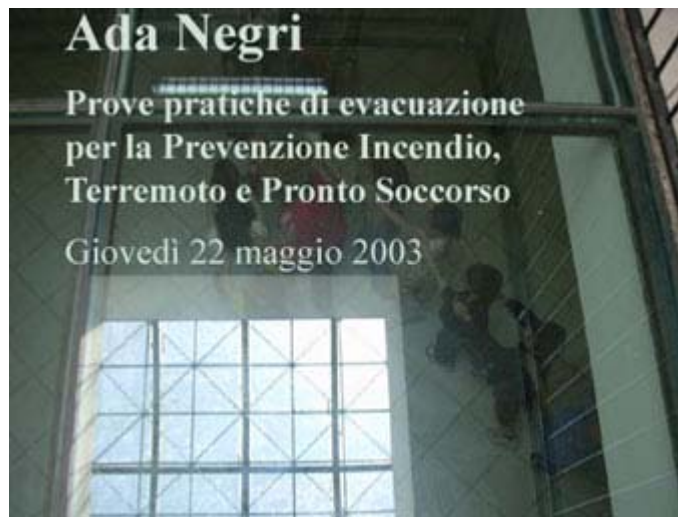 Ada Negri
Prove pratiche di evacuazione
per la Prevenzione Incendio,
Terremoto e Pronto Soccorso
Giovedì 22 maggio 2003